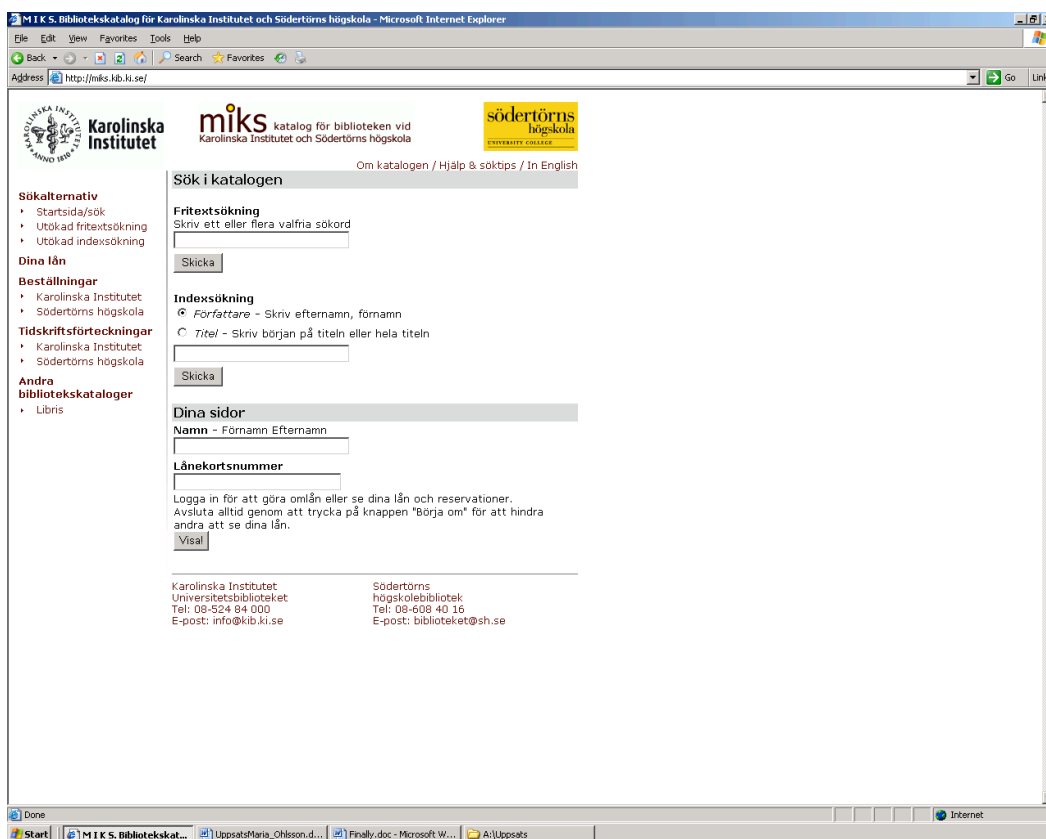 M I K S. Bibliotekskatalog för Karolinska Institutet och Södertörns högskola - Microsoft Internet Explorer
File Edit View Favorites Tools Help
Back Search Favorites
Address http://miks.kib.ki.se/ Go Link
KAROLINSKA INSTITUTET ANNO 1810
Karolinska
Institutet
miks katalog för biblioteken vid
Karolinska Institutet och Södertörns högskola
södertörns
högskola
UNIVERSITY COLLEGE
Om katalogen / Hjälp & söktips / In English
Sökalternativ
Startsida/sök
Utökad fritextsökning
Utökad indexsökning
Dina lån
Beställningar
Karolinska Institutet
Södertörns högskola
Tidskriftsförteckningar
Karolinska Institutet
Södertörns högskola
Andra
bibliotekskataloger
Libris
Sök i katalogen
Fritextsökning
Skriv ett eller flera valfria sökord
Skicka
Indexsökning
Författare - Skriv efternamn, förnamn
Titel - Skriv början på titeln eller hela titeln
Skicka
Dina sidor
Namn - Förnamn Efternamn
Lånekortsnummer
Logga in för att göra omlån eller se dina lån och reservationer.
Avsluta alltid genom att trycka på knappen "Börja om" för att hindra
andra att se dina lån.
Visa!
Karolinska Institutet
Universitetsbiblioteket
Tel: 08-524 84 000
E-post: info@kib.ki.se
Södertörns
högskolebibliotek
Tel: 08-608 40 16
E-post: biblioteket@sh.se
Done Internet
Start M I K S. Bibliotekskat... UppsatsMaria_Ohlsson.d... Finally.doc - Microsoft W... A:\Uppsats